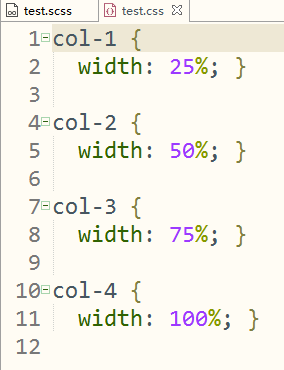 test.scss test.css
1 col-1 {
2 width: 25%; }
3
4 col-2 {
5 width: 50%; }
6
7 col-3 {
8 width: 75%; }
9
10 col-4 {
11 width: 100%; }
12